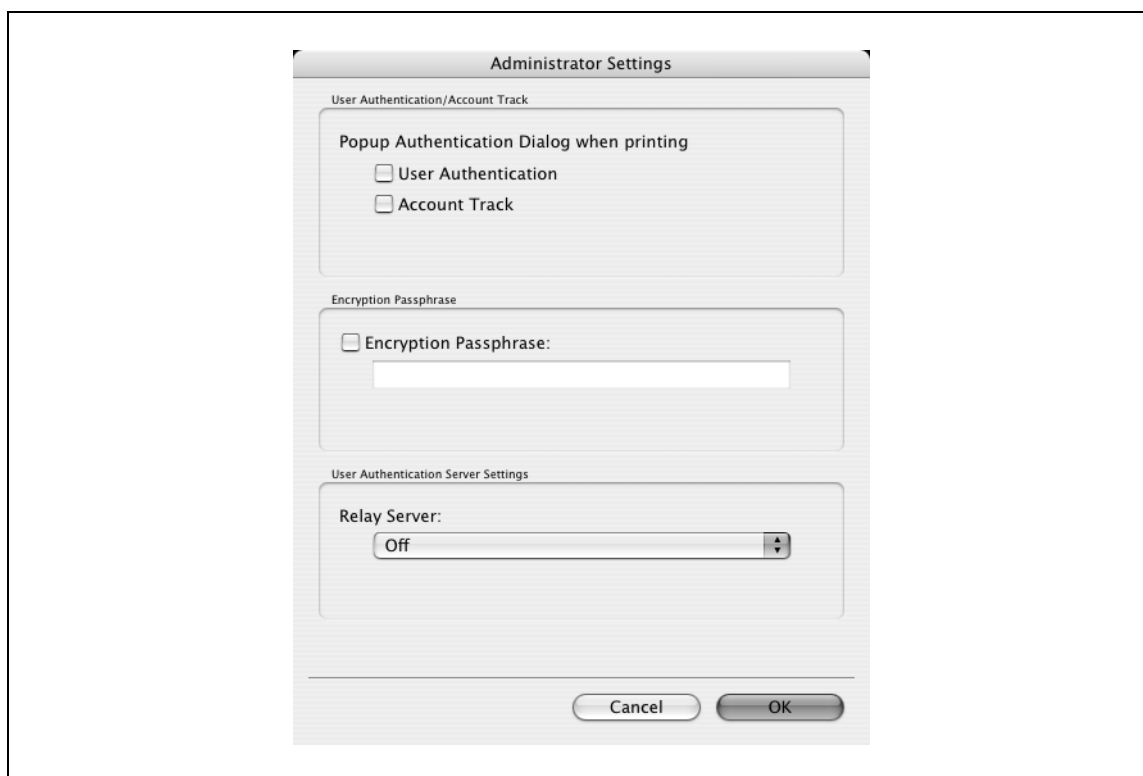 Administrator Settings
User Authentication/Account Track
Popup Authentication Dialog when printing
User Authentication
Account Track
Encryption Passphrase
Encryption Passphrase:
User Authentication Server Settings
Relay Server:
Off
Cancel
OK